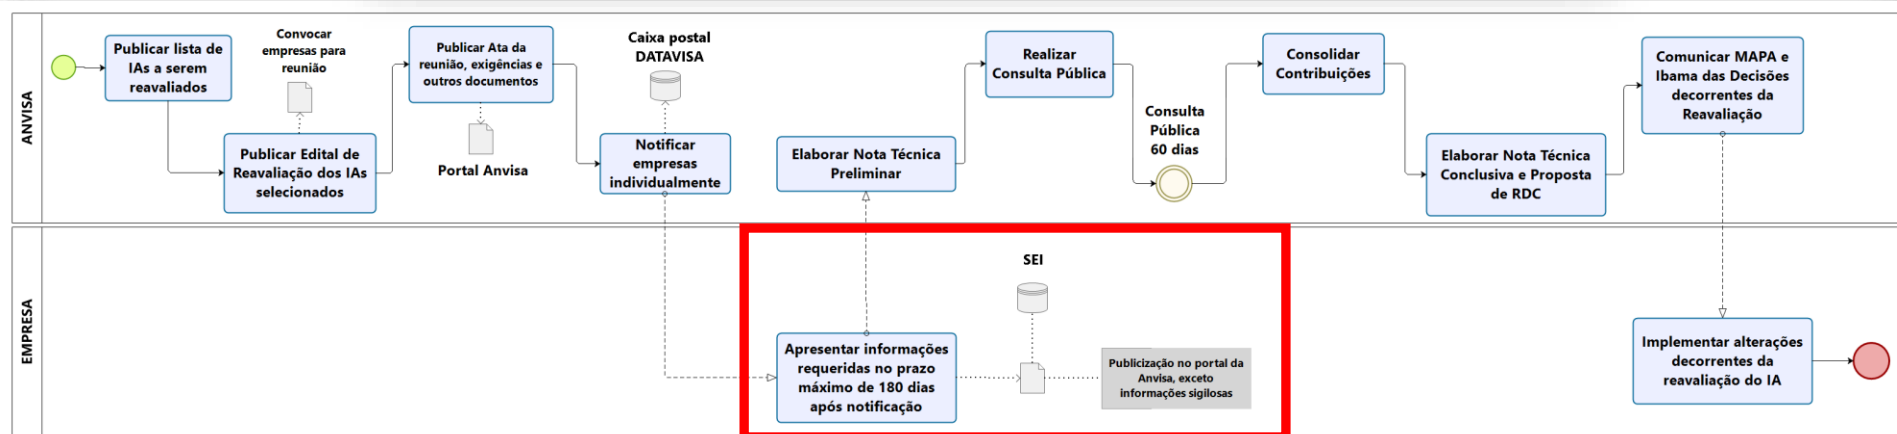 ANVISA
Publicar lista de
IAs a serem
reavaliados
Publicar Edital de
Reavaliação dos IAs
selecionados
Convocar
empresas para
reunião
Publicar Ata da
reunião, exigências e
outros documentos
Portal Anvisa
Caixa postal
DATAVISA
Notificar
empresas
individualmente
Elaborar Nota Técnica
Preliminar
Realizar
Consulta Pública
Consulta
Pública
60 dias
Consolidar
Contribuições
Elaborar Nota Técnica
Conclusiva e Proposta
de RDC
Comunicar MAPA e
Ibama das Decisões
decorrentes da
Reavaliação
EMPRESA
Apresentar informações
requeridas no prazo
máximo de 180 dias
após notificação
SEI
Publicização no portal da
Anvisa, exceto
informações sigilosas
Implementar alterações
decorrentes da
reavaliação do IA